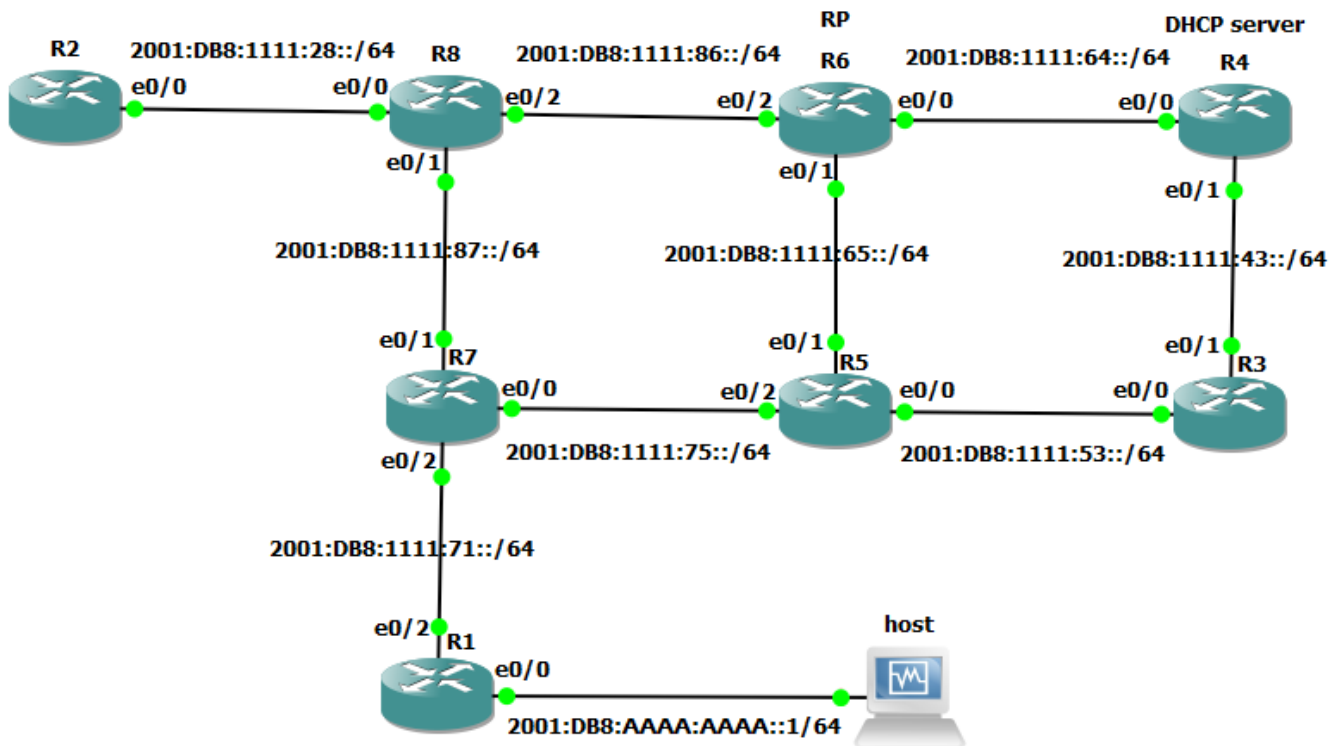 RP
DHCP server
R2
2001:DB8:1111:28::/64
R8
2001:DB8:1111:86::/64
R6
2001:DB8:1111:64::/64
R4
e0/0
e0/0
e0/2
e0/2
e0/0
e0/0
e0/1
e0/1
e0/1
2001:DB8:1111:87::/64
2001:DB8:1111:65::/64
2001:DB8:1111:43::/64
e0/1
e0/1
e0/1
R7
R5
R3
e0/0
e0/2
e0/0
e0/0
e0/2
2001:DB8:1111:75::/64
2001:DB8:1111:53::/64
2001:DB8:1111:71::/64
e0/2
R1
host
e0/0
2001:DB8:AAAA:AAAA::1/64